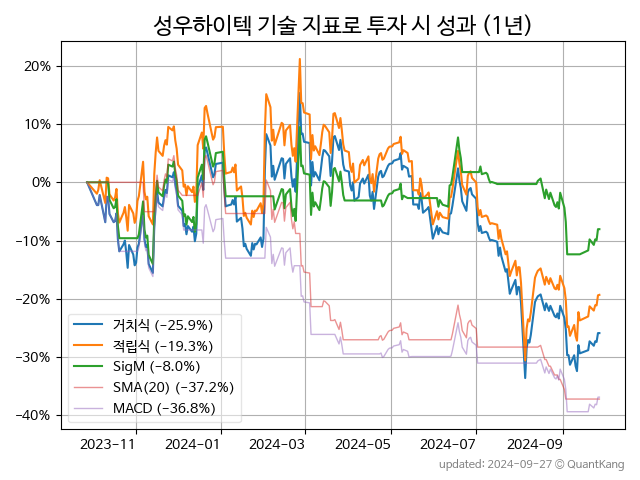 성우하이텍 기술 지표로 투자 시 성과 (1년)
20%
10%
0%
−10%
−20%
−30%
−40%
거치식 (−25.9%)
적립식 (−19.3%)
SigM (−8.0%)
SMA(20) (−37.2%)
MACD (−36.8%)
2023-11
2024-01
2024-03
2024-05
2024-07
2024-09
updated: 2024-09-27 © QuantKang